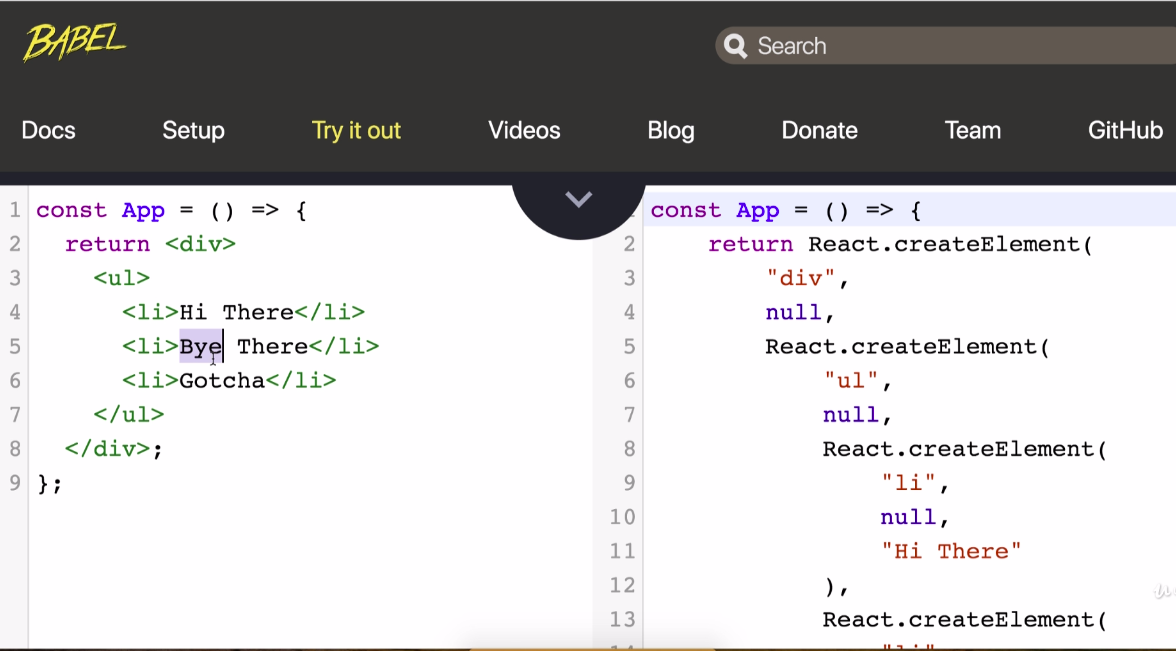 BABEL
Search
Docs Setup Try it out Videos Blog Donate Team GitHub
1 const App = () => {
2 return <div>
3 <ul>
4 <li>Hi There</li>
5 <li>Bye There</li>
6 <li>Gotcha</li>
7 </ul>
8 </div>;
9 };
const App = () => {
2 return React.createElement(
3 "div",
4 null,
5 React.createElement(
6 "ul",
7 null,
8 React.createElement(
9 "li",
10 null,
11 "Hi There"
12 ),
13 React.createElement(